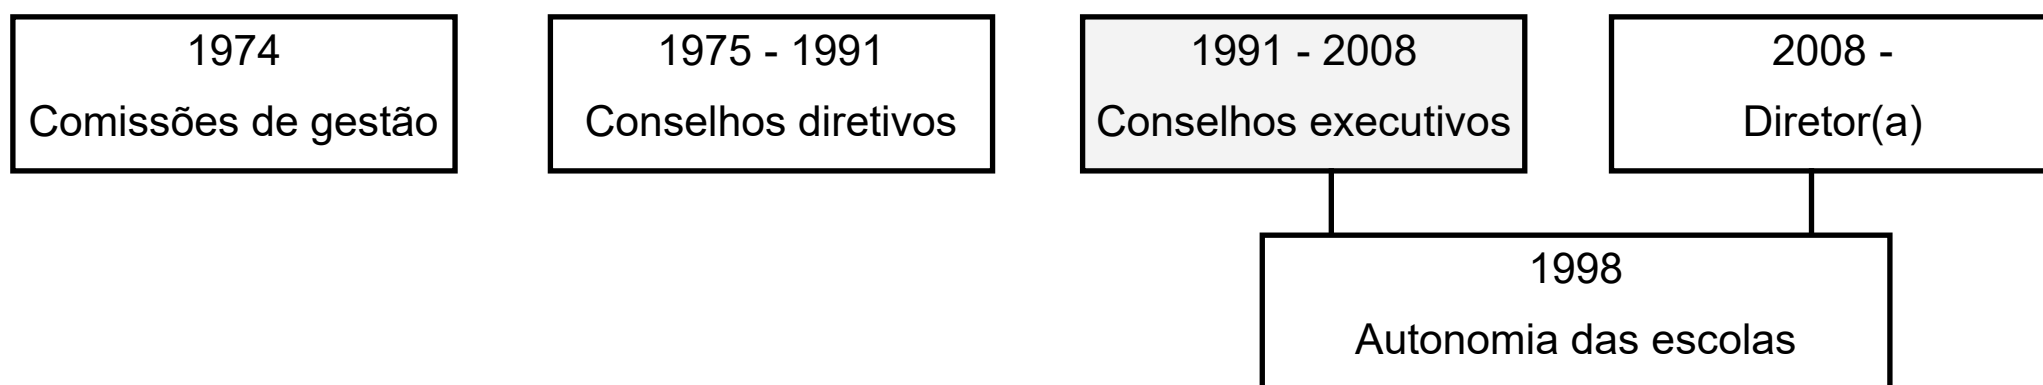 1974
Comissões de gestão
1975 - 1991
Conselhos diretivos
1991 - 2008
Conselhos executivos
2008 -
Diretor(a)
1998
Autonomia das escolas